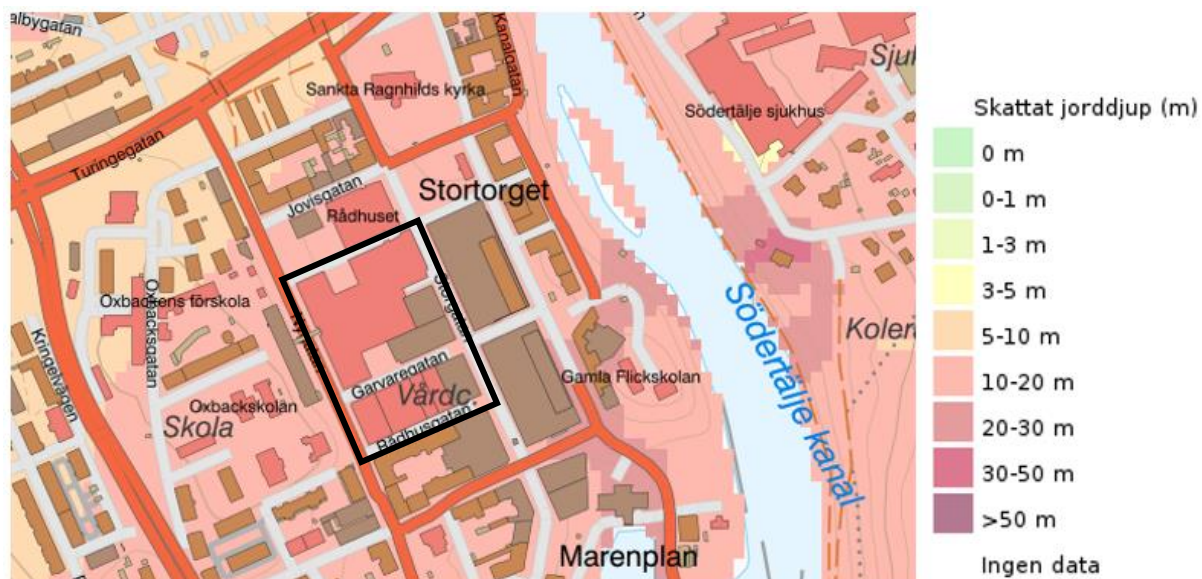 albygatan
Turingegatan
Kanalgatan
Sankta Ragnhilds kyrka
Sjuk
Södertälje sjukhus
Jovisgatan
Rådhuset
Stortorget
Oxbackens förskola
Oxbacksgatan
Storgatan
Kringelvägen
Garvaregatan
Vårdc
Rådhusgatan
Gamla Flickskolan
Oxbackskolan
Skola
Södertälje kanal
Marenplan
Skattat jorddjup (m)
0 m
0-1 m
1-3 m
3-5 m
5-10 m
10-20 m
20-30 m
30-50 m
>50 m
Ingen data